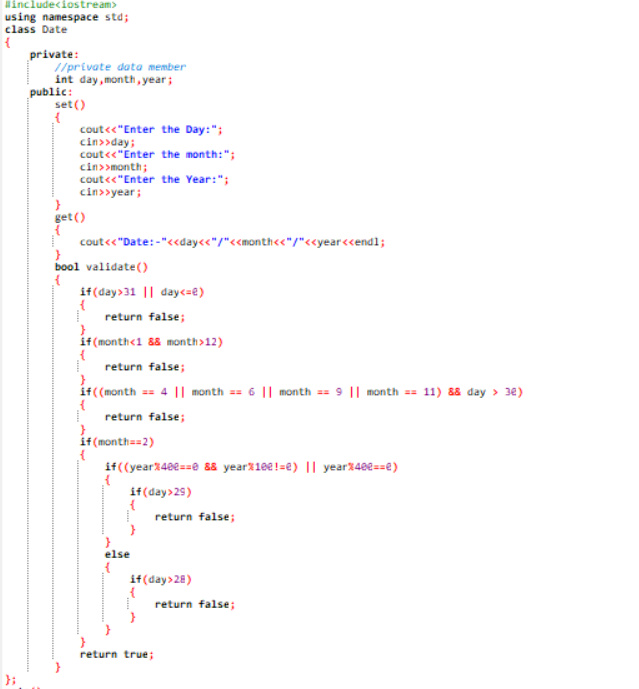 #include<iostream>
using namespace std;
class Date
{
private:
//private data member
int day,month,year;
public:
set()
{
cout<<"Enter the Day:";
cin>>day;
cout<<"Enter the month:";
cin>>month;
cout<<"Enter the Year:";
cin>>year;
}
get()
{
cout<<"Date:-"<<day<<"/"<<month<<"/"<<year<<endl;
}
bool validate()
{
if(day>31 || day<=0)
{
return false;
}
if(month<1 && month>12)
{
return false;
}
if((month == 4 || month == 6 || month == 9 || month == 11) && day > 30)
{
return false;
}
if(month==2)
{
if((year%400==0 && year%100!=0) || year%400==0)
{
if(day>29)
{
return false;
}
}
else
{
if(day>28)
{
return false;
}
}
}
return true;
}
};